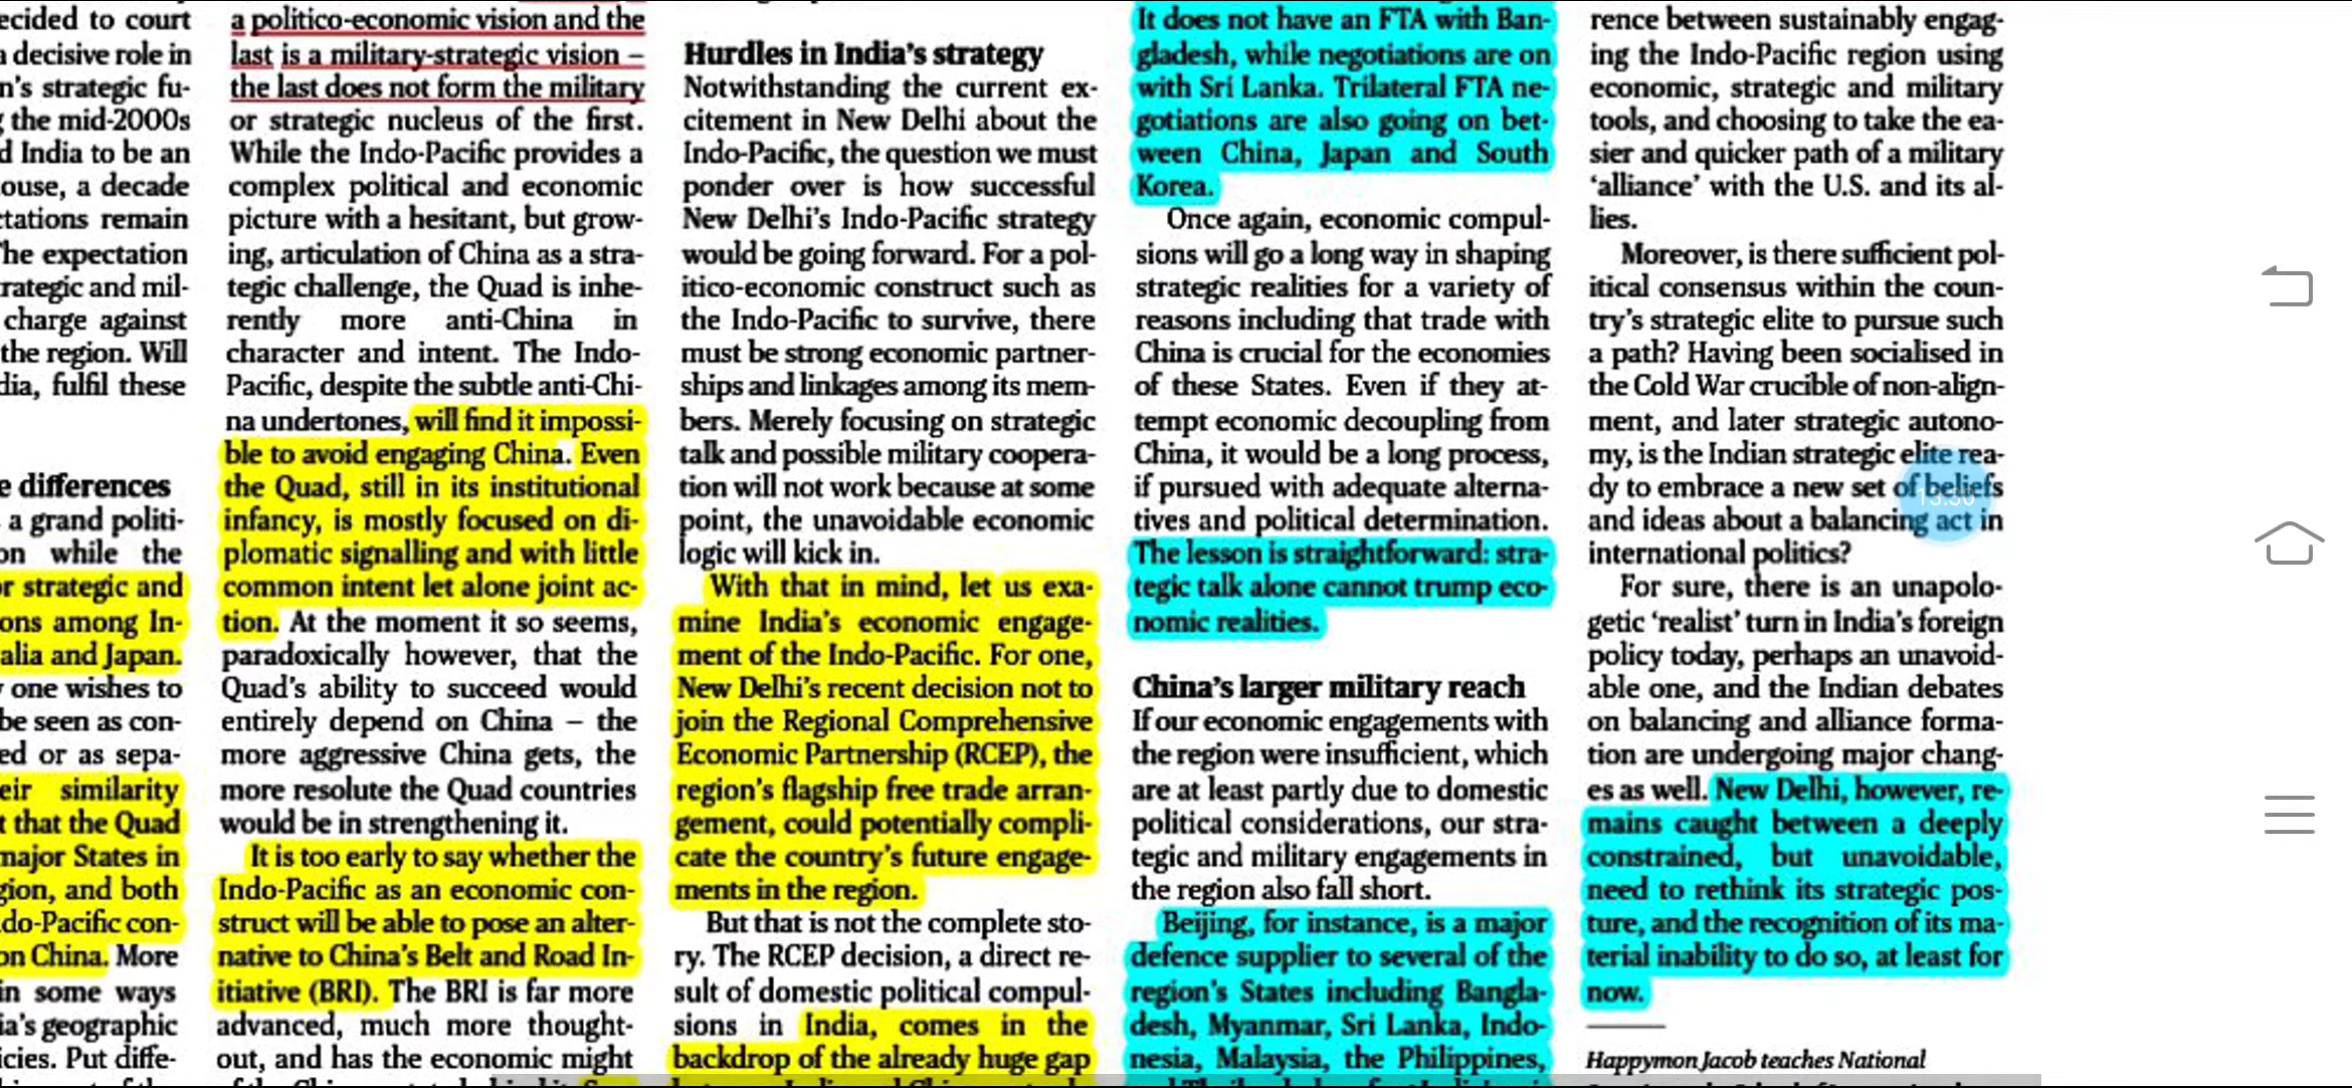 ecided to court
a decisive role in
n's strategic fu-
the mid-2000s
d India to be an
ouse, a decade
tations remain
he expectation
rategic and mil-
charge against
the region. Will
dia, fulfil these
e differences
a grand politi-
on while the
or strategic and
ons among In-
alia and Japan.
one wishes to
be seen as con-
ed or as sepa-
eir similarity
t that the Quad
major States in
gion, and both
do-Pacific con-
on China. More
in some ways
ia's geographic
icies. Put diffe-
a politico-economic vision and the
last is a military-strategic vision –
the last does not form the military
or strategic nucleus of the first.
While the Indo-Pacific provides a
complex political and economic
picture with a hesitant, but grow-
ing, articulation of China as a stra-
tegic challenge, the Quad is inhe-
rently more anti-China in
character and intent. The Indo-
Pacific, despite the subtle anti-Chi-
na undertones, will find it impossi-
ble to avoid engaging China. Even
the Quad, still in its institutional
infancy, is mostly focused on di-
plomatic signalling and with little
common intent let alone joint ac-
tion. At the moment it so seems,
paradoxically however, that the
Quad's ability to succeed would
entirely depend on China – the
more aggressive China gets, the
more resolute the Quad countries
would be in strengthening it.
It is too early to say whether the
Indo-Pacific as an economic con-
struct will be able to pose an alter-
native to China's Belt and Road In-
itiative (BRI). The BRI is far more
advanced, much more thought-
out, and has the economic might
Hurdles in India's strategy
Notwithstanding the current ex-
citement in New Delhi about the
Indo-Pacific, the question we must
ponder over is how successful
New Delhi's Indo-Pacific strategy
would be going forward. For a pol-
itico-economic construct such as
the Indo-Pacific to survive, there
must be strong economic partner-
ships and linkages among its mem-
bers. Merely focusing on strategic
talk and possible military coopera-
tion will not work because at some
point, the unavoidable economic
logic will kick in.
With that in mind, let us exa-
mine India's economic engage-
ment of the Indo-Pacific. For one,
New Delhi's recent decision not to
join the Regional Comprehensive
Economic Partnership (RCEP), the
region's flagship free trade arran-
gement, could potentially compli-
cate the country's future engage-
ments in the region.
But that is not the complete sto-
ry. The RCEP decision, a direct re-
sult of domestic political compul-
sions in India, comes in the
backdrop of the already huge gap
It does not have an FTA with Ban-
gladesh, while negotiations are on
with Sri Lanka. Trilateral FTA ne-
gotiations are also going on bet-
ween China, Japan and South
Korea.
Once again, economic compul-
sions will go a long way in shaping
strategic realities for a variety of
reasons including that trade with
China is crucial for the economies
of these States. Even if they at-
tempt economic decoupling from
China, it would be a long process,
if pursued with adequate alterna-
tives and political determination.
The lesson is straightforward: stra-
tegic talk alone cannot trump eco-
nomic realities.
China's larger military reach
If our economic engagements with
the region were insufficient, which
are at least partly due to domestic
political considerations, our stra-
tegic and military engagements in
the region also fall short.
Beijing, for instance, is a major
defence supplier to several of the
region's States including Bangla-
desh, Myanmar, Sri Lanka, Indo-
nesia, Malaysia, the Philippines,
rence between sustainably engag-
ing the Indo-Pacific region using
economic, strategic and military
tools, and choosing to take the ea-
sier and quicker path of a military
‘alliance’ with the U.S. and its al-
lies.
Moreover, is there sufficient pol-
itical consensus within the coun-
try's strategic elite to pursue such
a path? Having been socialised in
the Cold War crucible of non-align-
ment, and later strategic autono-
my, is the Indian strategic elite rea-
dy to embrace a new set of beliefs
and ideas about a balancing act in
international politics?
For sure, there is an unapolo-
getic ‘realist’ turn in India's foreign
policy today, perhaps an unavoid-
able one, and the Indian debates
on balancing and alliance forma-
tion are undergoing major chang-
es as well. New Delhi, however, re-
mains caught between a deeply
constrained, but unavoidable,
need to rethink its strategic pos-
ture, and the recognition of its ma-
terial inability to do so, at least for
now.
Happymon Jacob teaches National